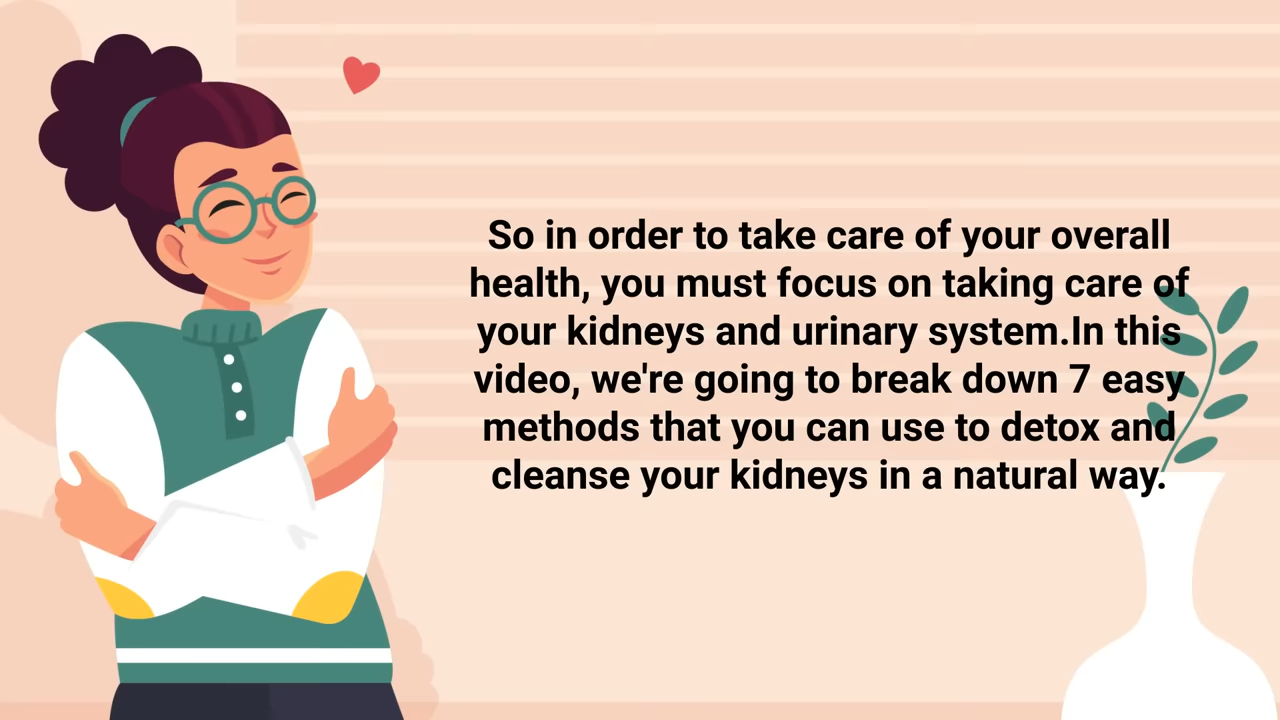 So in order to take care of your overall
health, you must focus on taking care of
your kidneys and urinary system.In this
video, we're going to break down 7 easy
methods that you can use to detox and
cleanse your kidneys in a natural way.